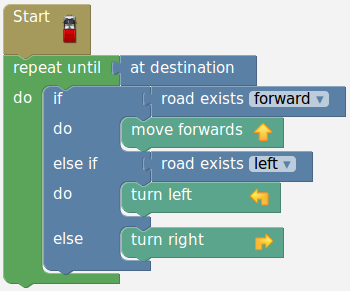 Start
repeat until at destination
do if road exists forward ▾
do move forwards
else if road exists left ▾
do turn left
else turn right